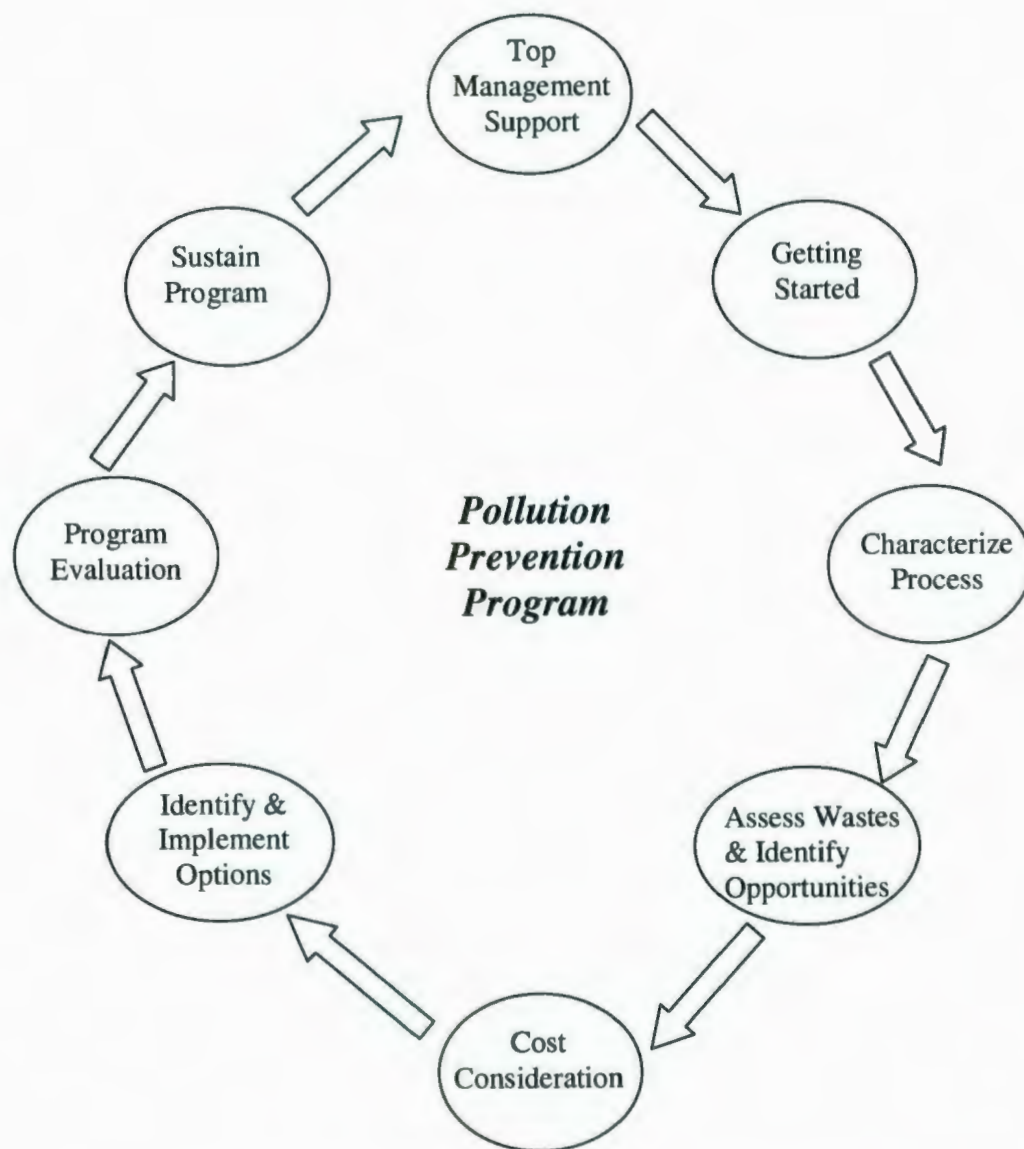 Top
Management
Support
Getting
Started
Characterize
Process
Assess Wastes
& Identify
Opportunities
Cost
Consideration
Identify &
Implement
Options
Program
Evaluation
Sustain
Program
Pollution
Prevention
Program